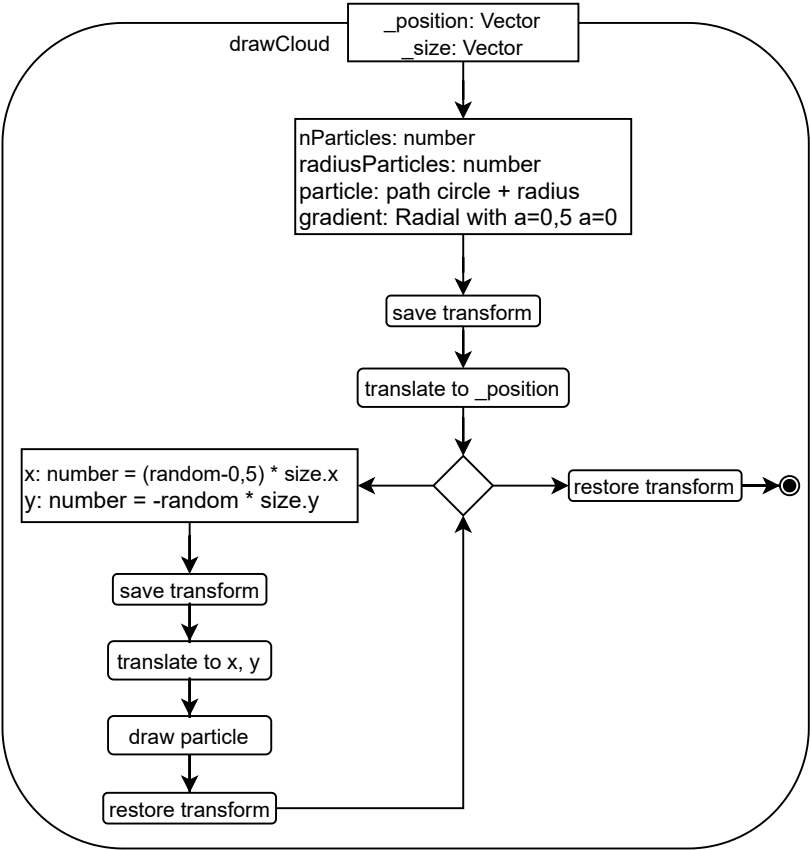 drawCloud
_position: Vector
_size: Vector
nParticles: number
radiusParticles: number
particle: path circle + radius
gradient: Radial with a=0,5 a=0
save transform
translate to _position
x: number = (random-0,5) * size.x
y: number = -random * size.y
restore transform
save transform
translate to x, y
draw particle
restore transform